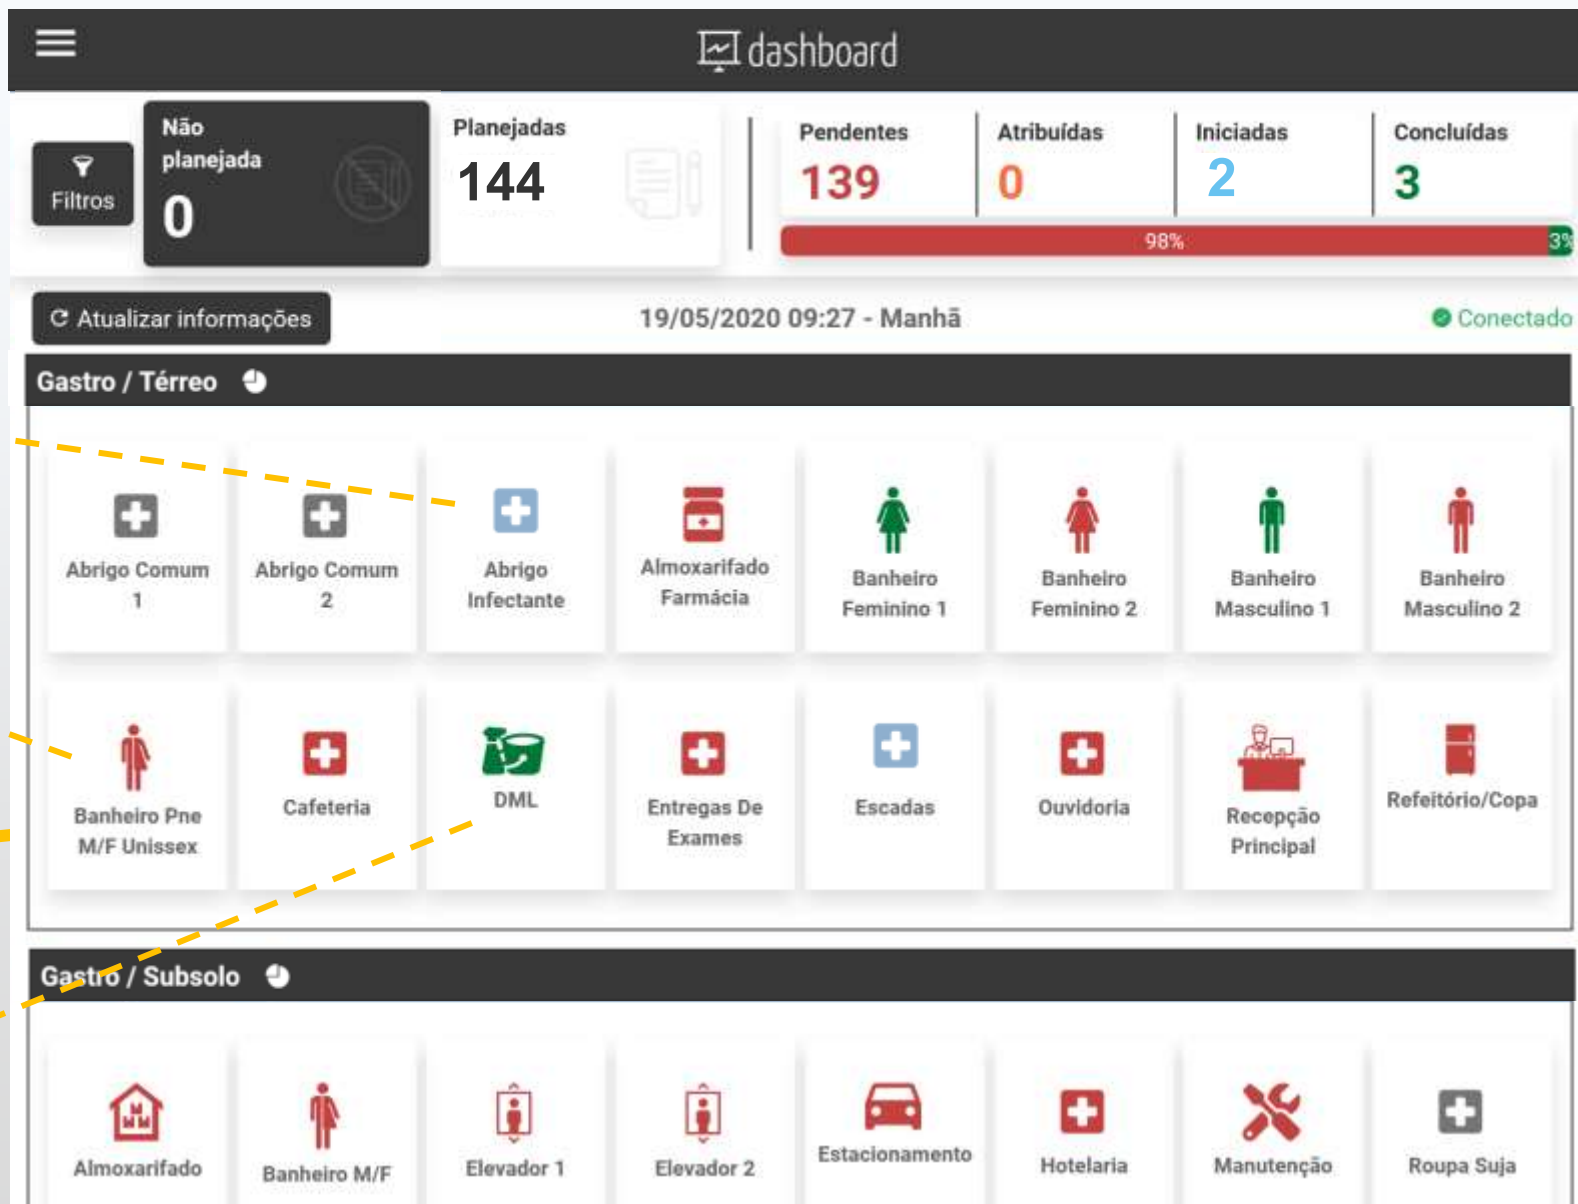 dashboard
Filtros
Não
planejada
0
Planejadas
144
Pendentes
139
Atribuídas
0
Iniciadas
2
Concluídas
3
98%
3%
Atualizar informações
19/05/2020 09:27 - Manhã
Conectado
Gastro / Térreo
Abrigo Comum
1
Abrigo Comum
2
Abrigo
Infectante
Almoxarifado
Farmácia
Banheiro
Feminino 1
Banheiro
Feminino 2
Banheiro
Masculino 1
Banheiro
Masculino 2
Banheiro Pne
M/F Unissex
Cafeteria
DML
Entregas De
Exames
Escadas
Ouvidoria
Recepção
Principal
Refeitório/Copa
Gastro / Subsolo
Almoxarifado
Banheiro M/F
Elevador 1
Elevador 2
Estacionamento
Hotelaria
Manutenção
Roupa Suja